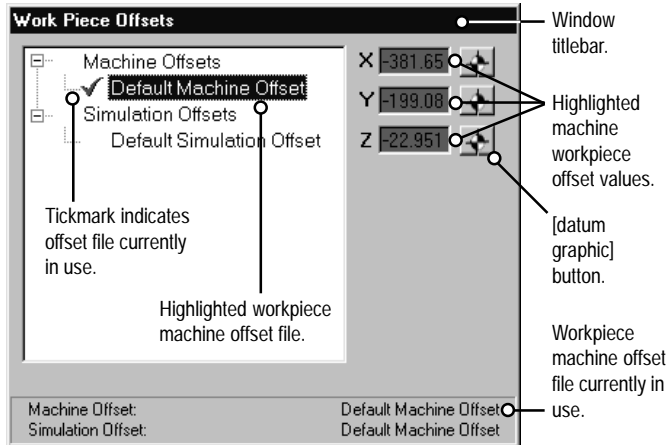 Work Piece Offsets
Machine Offsets
Default Machine Offset
Simulation Offsets
Default Simulation Offset
X -381.65
Y -199.08
Z -22.951
Tickmark indicates
offset file currently
in use.
Highlighted workpiece
machine offset file.
Machine Offset: Default Machine Offset
Simulation Offset: Default Machine Offset
Window
titlebar.
Highlighted
machine
workpiece
offset values.
[datum
graphic]
button.
Workpiece
machine offset
file currently in
use.